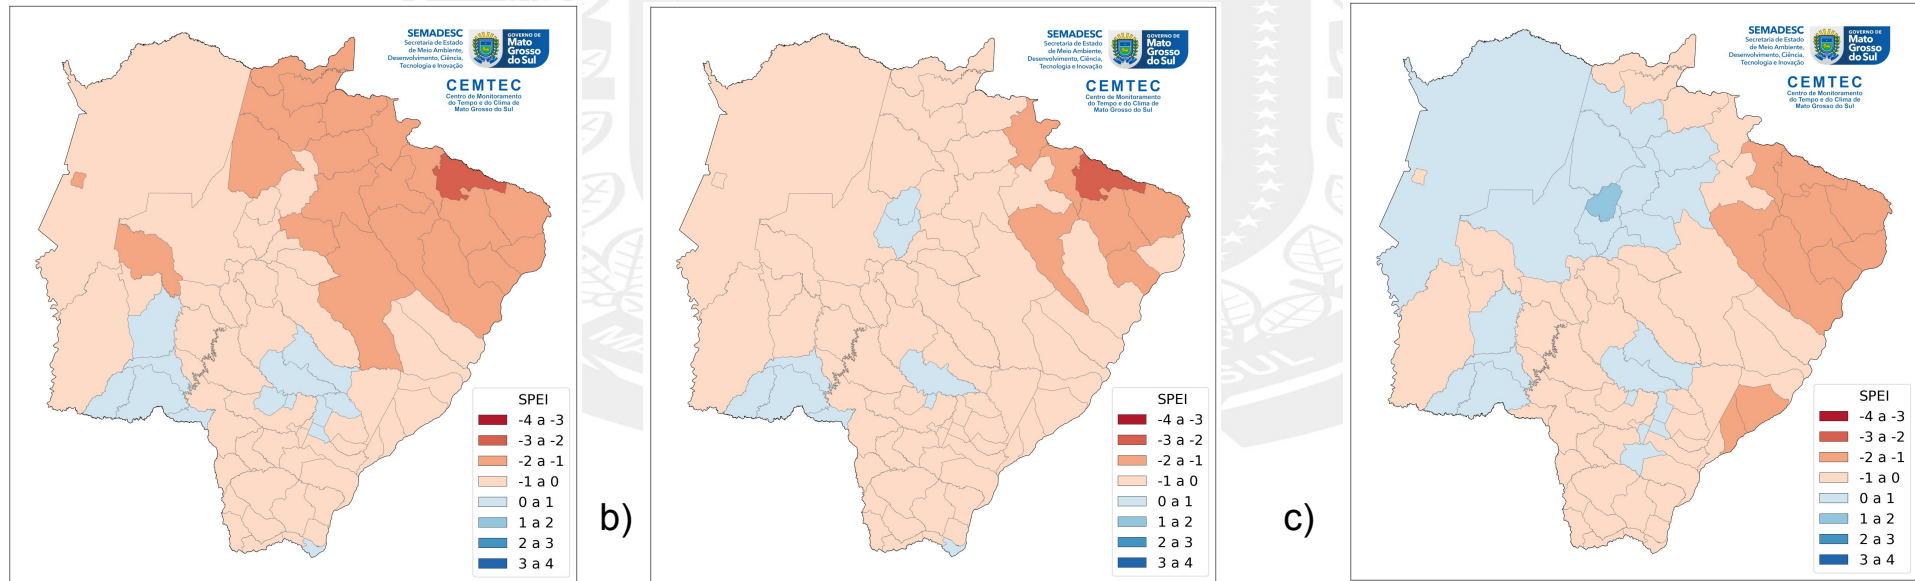 SEMADESC
Secretaria de Estado
de Meio Ambiente,
Desenvolvimento, Ciência,
Tecnologia e Inovação
GOVERNO DE
Mato
Grosso
do Sul
CEMTEC
Centro de Monitoramento
do Tempo e do Clima de
Mato Grosso do Sul
SPEI
-4 a -3
-3 a -2
-2 a -1
-1 a 0
0 a 1
1 a 2
2 a 3
3 a 4
b)
SEMADESC
Secretaria de Estado
de Meio Ambiente,
Desenvolvimento, Ciência,
Tecnologia e Inovação
GOVERNO DE
Mato
Grosso
do Sul
CEMTEC
Centro de Monitoramento
do Tempo e do Clima de
Mato Grosso do Sul
SPEI
-4 a -3
-3 a -2
-2 a -1
-1 a 0
0 a 1
1 a 2
2 a 3
3 a 4
c)
SEMADESC
Secretaria de Estado
de Meio Ambiente,
Desenvolvimento, Ciência,
Tecnologia e Inovação
GOVERNO DE
Mato
Grosso
do Sul
CEMTEC
Centro de Monitoramento
do Tempo e do Clima de
Mato Grosso do Sul
SPEI
-4 a -3
-3 a -2
-2 a -1
-1 a 0
0 a 1
1 a 2
2 a 3
3 a 4
SUL